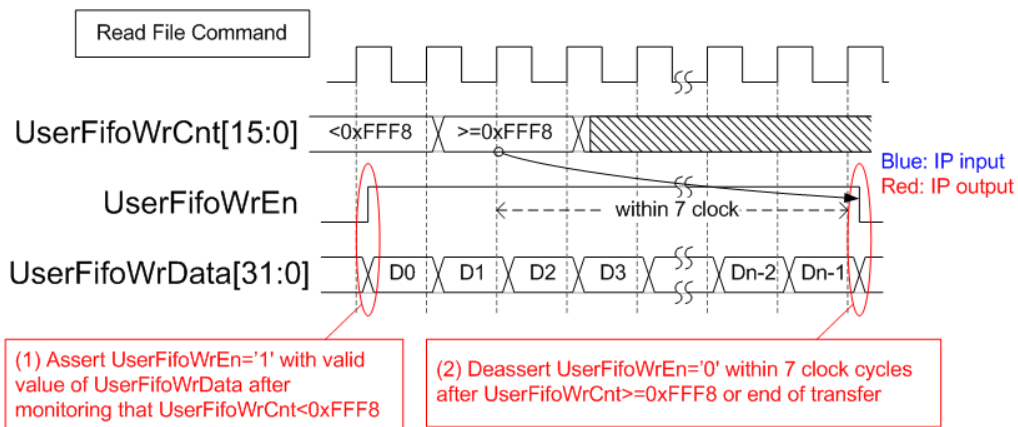 Read File Command
UserFifoWrCnt[15:0]
<0xFFF8
>=0xFFF8
Blue: IP input
Red: IP output
UserFifoWrEn
within 7 clock
UserFifoWrData[31:0]
D0
D1
D2
D3
Dn-2
Dn-1
(1) Assert UserFifoWrEn='1' with valid
value of UserFifoWrData after
monitoring that UserFifoWrCnt<0xFFF8
(2) Deassert UserFifoWrEn='0' within 7 clock cycles
after UserFifoWrCnt>=0xFFF8 or end of transfer